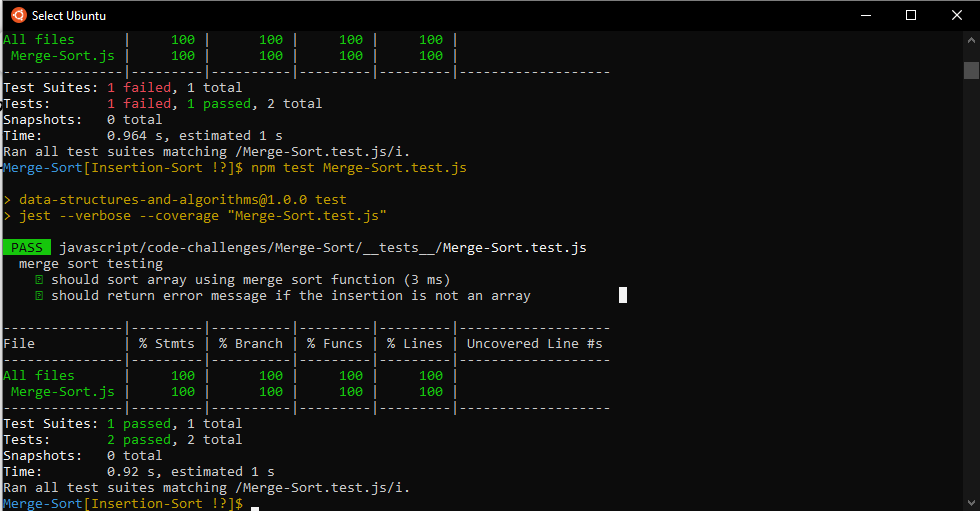 Select Ubuntu
All files       |     100 |      100 |     100 |     100 |
 Merge-Sort.js |     100 |      100 |     100 |     100 |
---------------|---------|----------|---------|---------|-------------------
Test Suites: 1 failed, 1 total
Tests:       1 failed, 1 passed, 2 total
Snapshots:   0 total
Time:        0.964 s, estimated 1 s
Ran all test suites matching /Merge-Sort.test.js/i.
Merge-Sort[Insertion-Sort !?]$ npm test Merge-Sort.test.js
> data-structures-and-algorithms@1.0.0 test
> jest --verbose --coverage "Merge-Sort.test.js"
PASS javascript/code-challenges/Merge-Sort/__tests__/Merge-Sort.test.js
  merge sort testing
    should sort array using merge sort function (3 ms)
    should return error message if the insertion is not an array
---------------|---------|----------|---------|---------|-------------------
File           | % Stmts | % Branch | % Funcs | % Lines | Uncovered Line #s
---------------|---------|----------|---------|---------|-------------------
All files      |     100 |      100 |     100 |     100 |
 Merge-Sort.js |     100 |      100 |     100 |     100 |
---------------|---------|----------|---------|---------|-------------------
Test Suites: 1 passed, 1 total
Tests:       2 passed, 2 total
Snapshots:   0 total
Time:        0.92 s, estimated 1 s
Ran all test suites matching /Merge-Sort.test.js/i.
Merge-Sort[Insertion-Sort !?]$